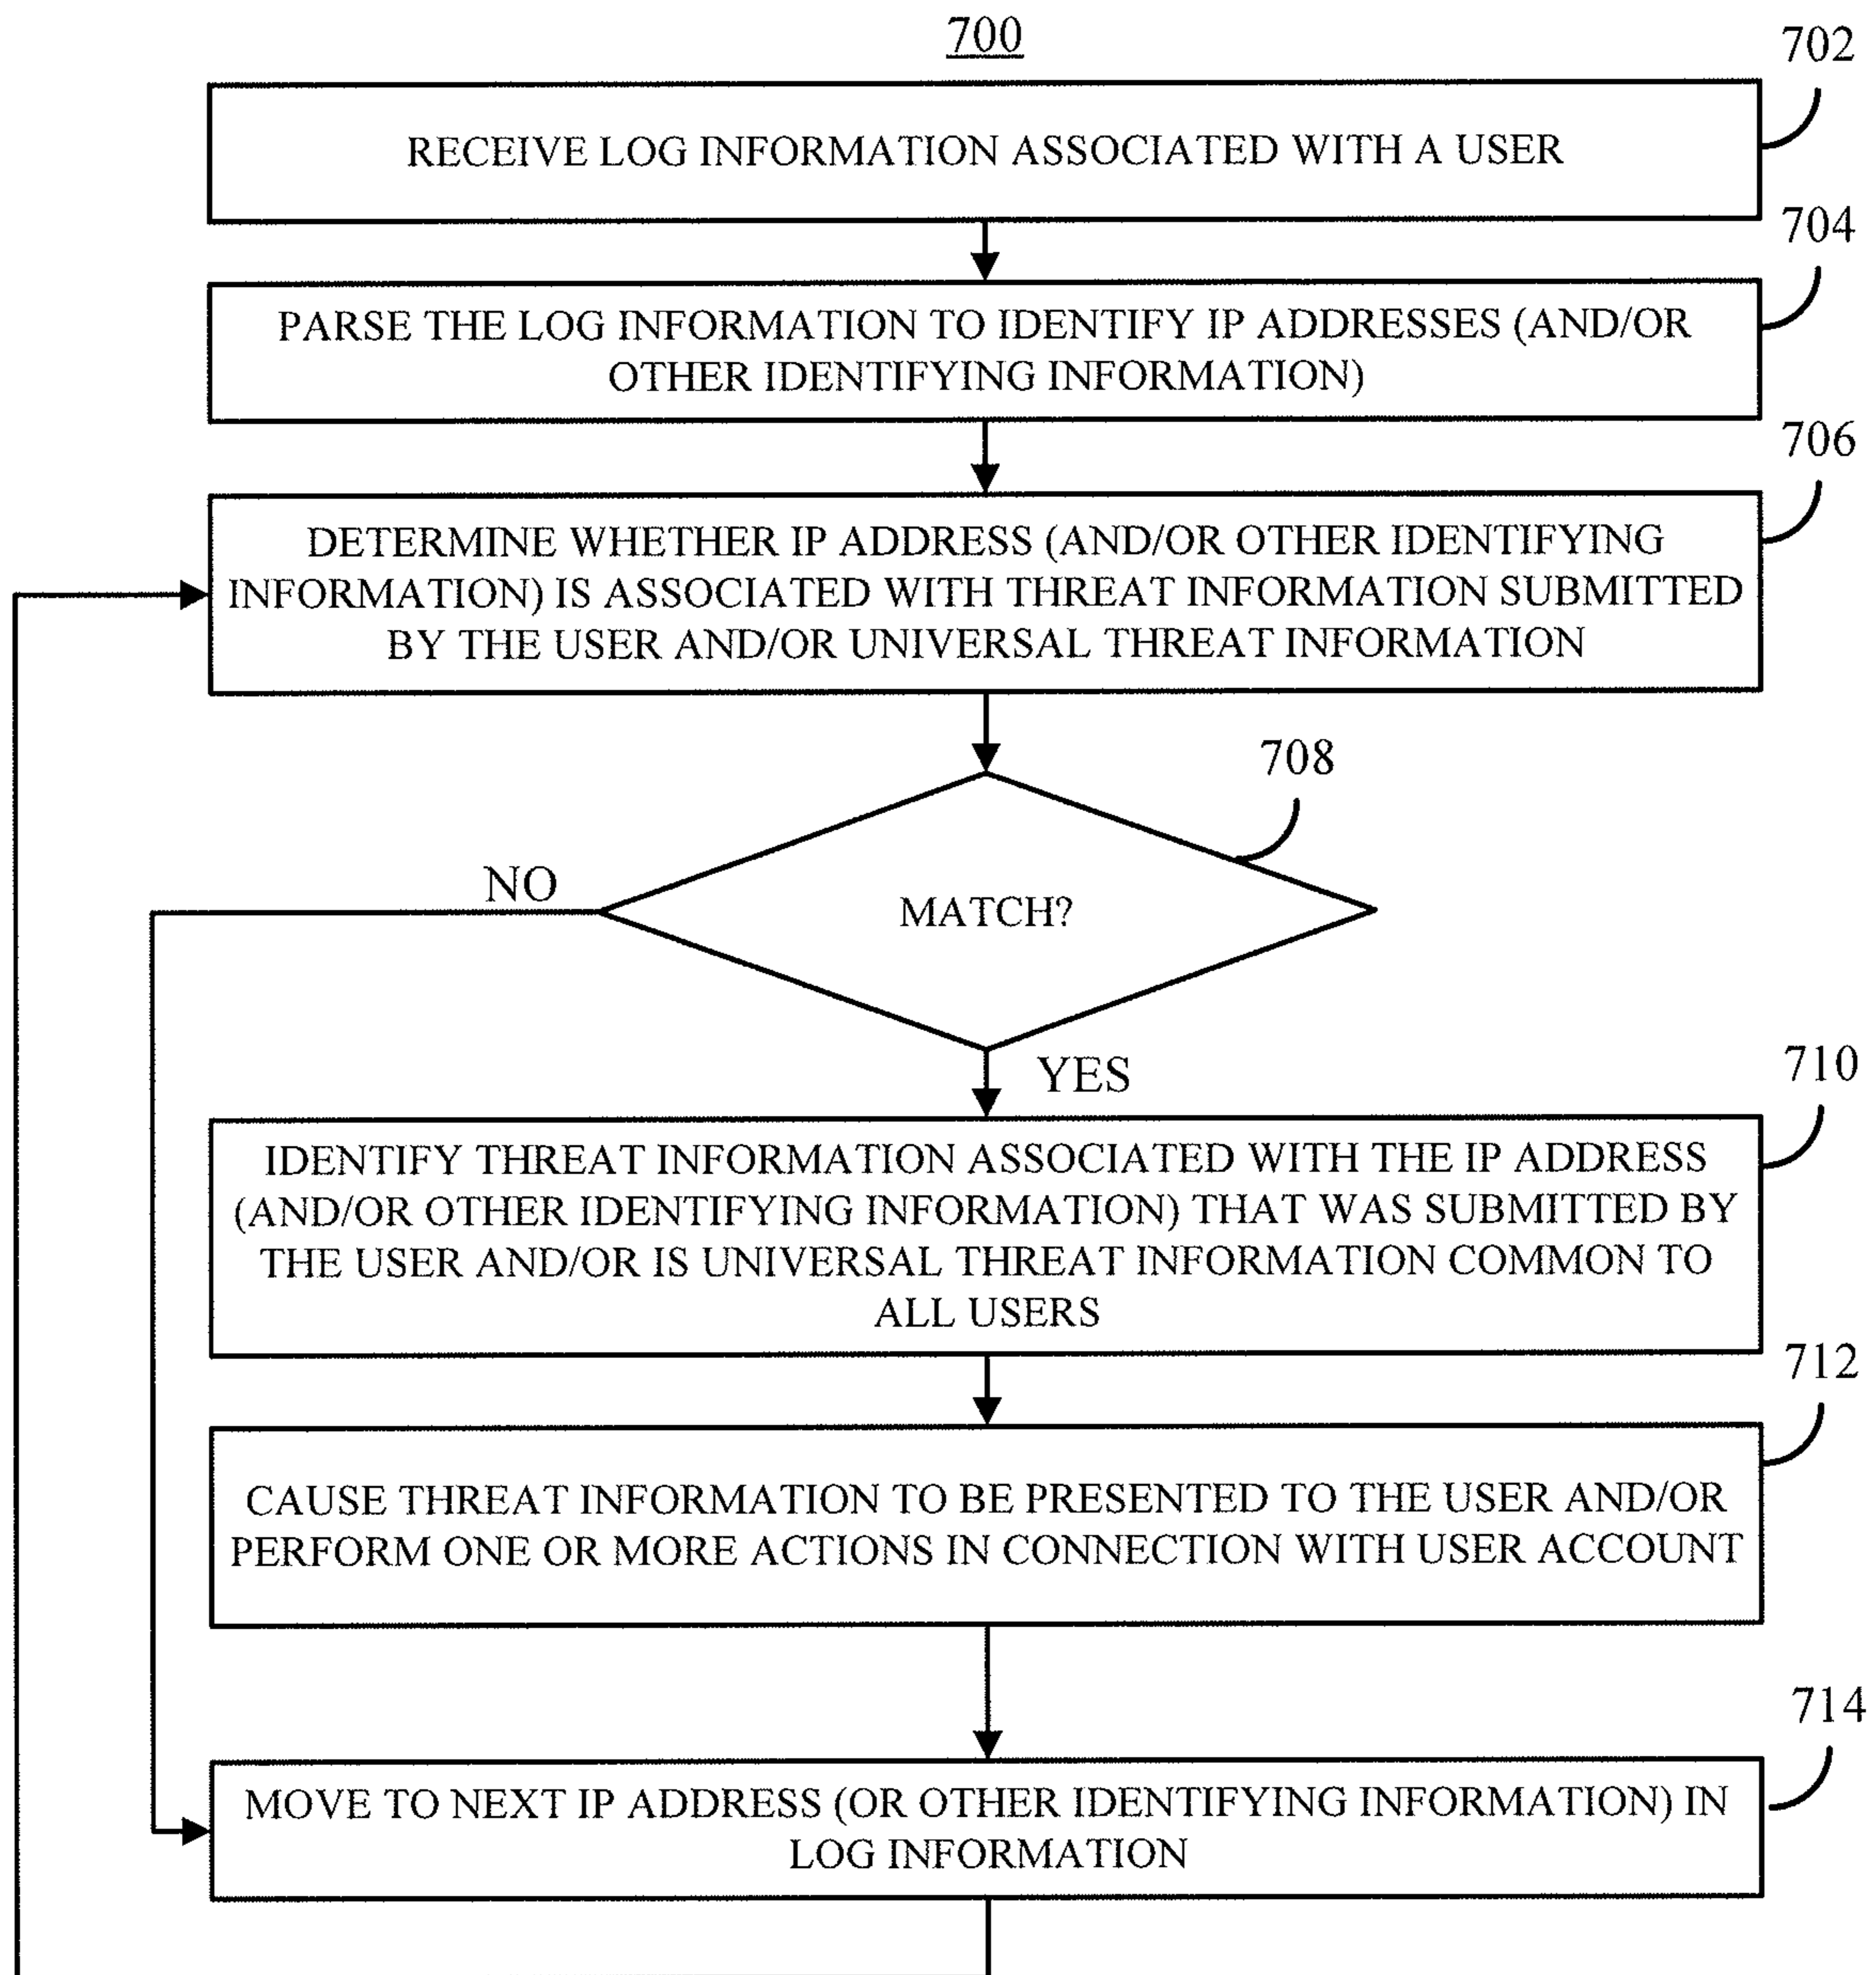 700
702
RECEIVE LOG INFORMATION ASSOCIATED WITH A USER
704
PARSE THE LOG INFORMATION TO IDENTIFY IP ADDRESSES (AND/OR
OTHER IDENTIFYING INFORMATION)
706
DETERMINE WHETHER IP ADDRESS (AND/OR OTHER IDENTIFYING
INFORMATION) IS ASSOCIATED WITH THREAT INFORMATION SUBMITTED
BY THE USER AND/OR UNIVERSAL THREAT INFORMATION
708
NO
MATCH?
YES
710
IDENTIFY THREAT INFORMATION ASSOCIATED WITH THE IP ADDRESS
(AND/OR OTHER IDENTIFYING INFORMATION) THAT WAS SUBMITTED BY
THE USER AND/OR IS UNIVERSAL THREAT INFORMATION COMMON TO
ALL USERS
712
CAUSE THREAT INFORMATION TO BE PRESENTED TO THE USER AND/OR
PERFORM ONE OR MORE ACTIONS IN CONNECTION WITH USER ACCOUNT
714
MOVE TO NEXT IP ADDRESS (OR OTHER IDENTIFYING INFORMATION) IN
LOG INFORMATION